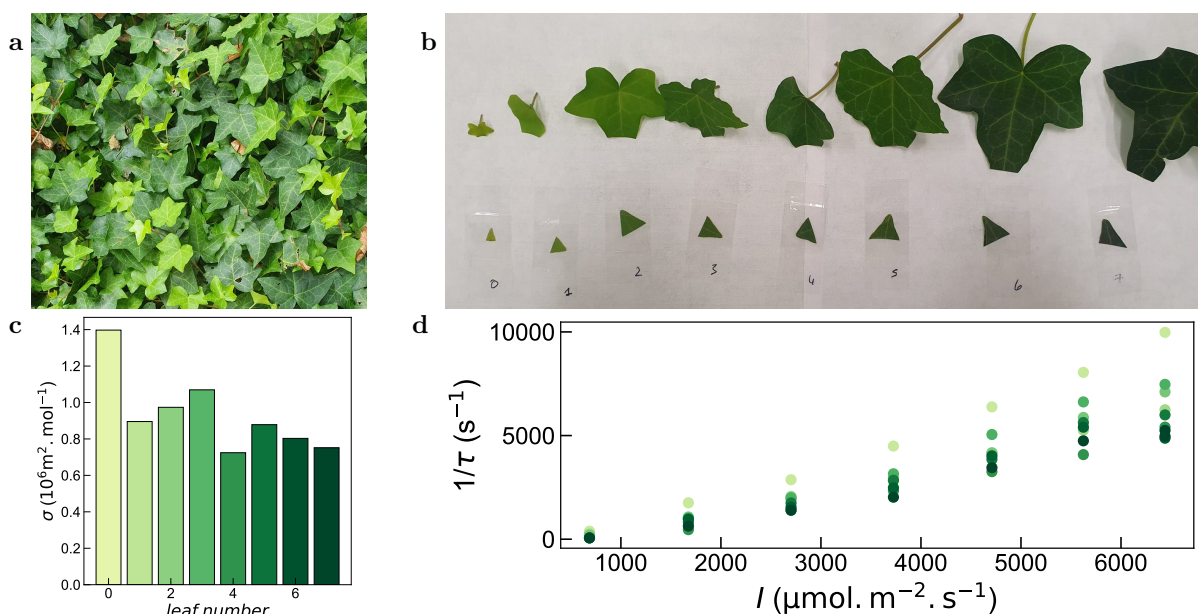 a
b
0
1
2
3
4
5
6
7
c
1.4
1.2
1.0
0.8
0.6
0.4
0.2
0.0
σ (10⁶m².mol⁻¹)
0 2 4 6
leaf number
d
10000
5000
0
1/τ (s⁻¹)
1000 2000 3000 4000 5000 6000
I (μmol. m⁻². s⁻¹)